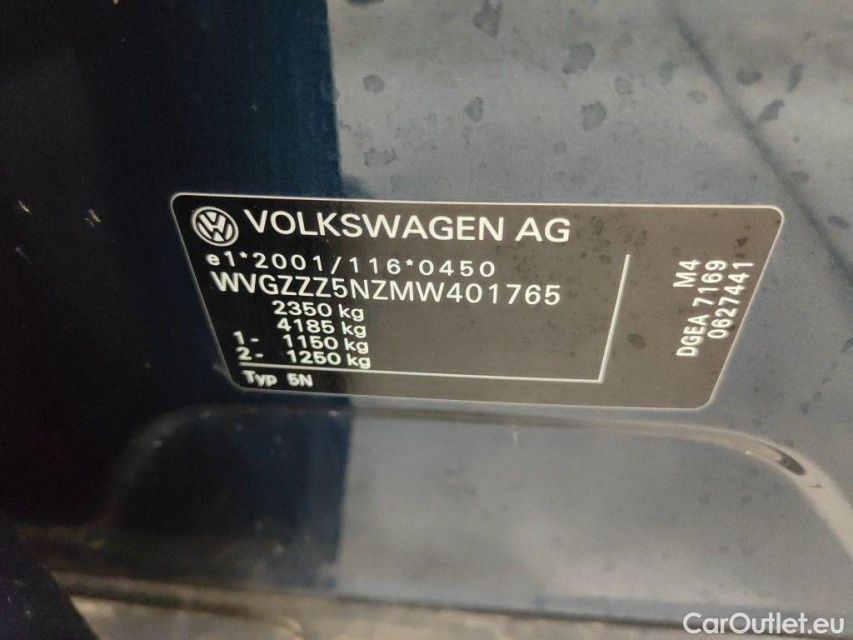 VOLKSWAGEN AG
e1*2001/116*0450
WVGZZZ5NZMW401765
2350 kg
4185 kg
1- 1150 kg
2- 1250 kg
Typ 5N
M4
DGEA 7169
0627441
CarOutlet.eu